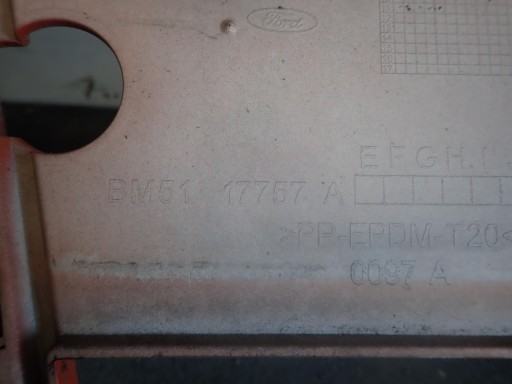 Ford
E F G H I
BM51 17757 A
>PP-EPDM-T20<
0097 A